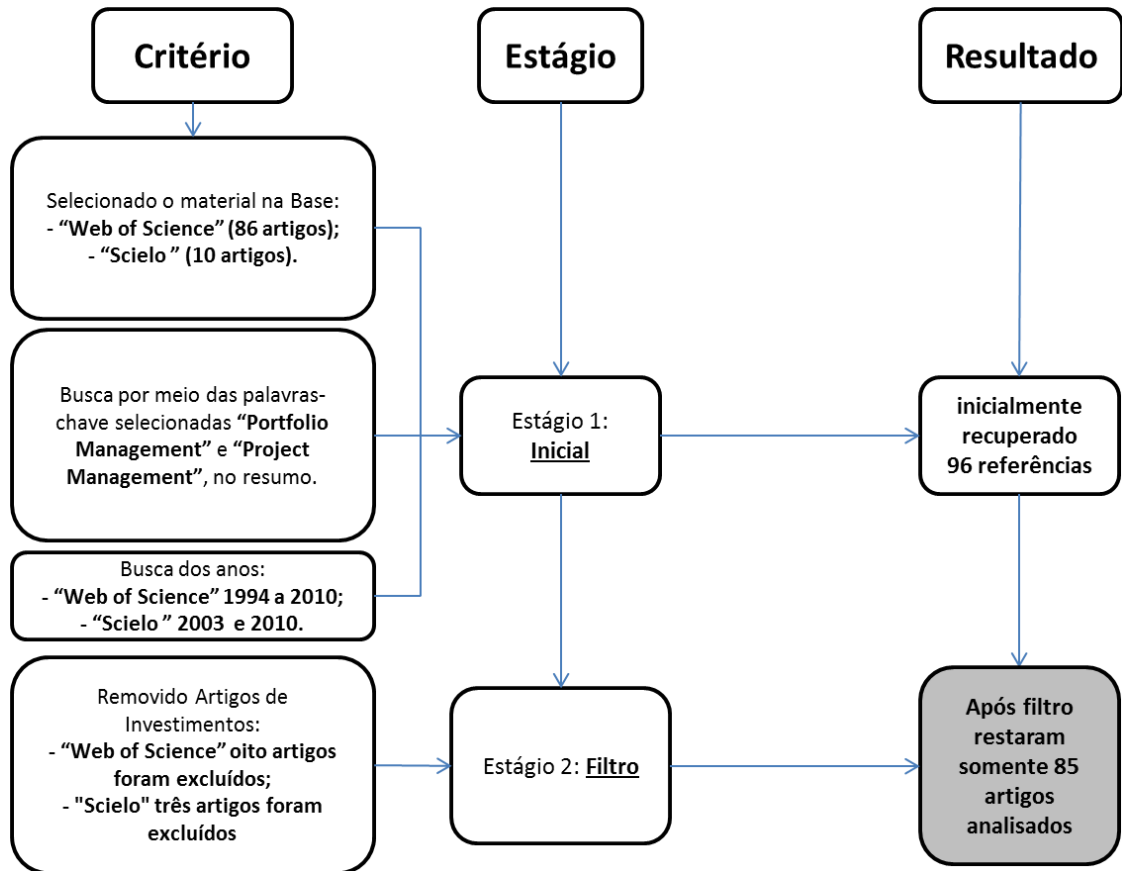 Critério
Estágio
Resultado
Selecionado o material na Base:
- “Web of Science” (86 artigos);
- “Scielo ” (10 artigos).
Busca por meio das palavras-
chave selecionadas “Portfolio
Management” e “Project
Management”, no resumo.
Busca dos anos:
- “Web of Science” 1994 a 2010;
- “Scielo ” 2003 e 2010.
Estágio 1:
Inicial
inicialmente
recuperado
96 referências
Removido Artigos de
Investimentos:
- “Web of Science” oito artigos
foram excluídos;
- "Scielo" três artigos foram
excluídos
Estágio 2: Filtro
Após filtro
restaram
somente 85
artigos
analisados